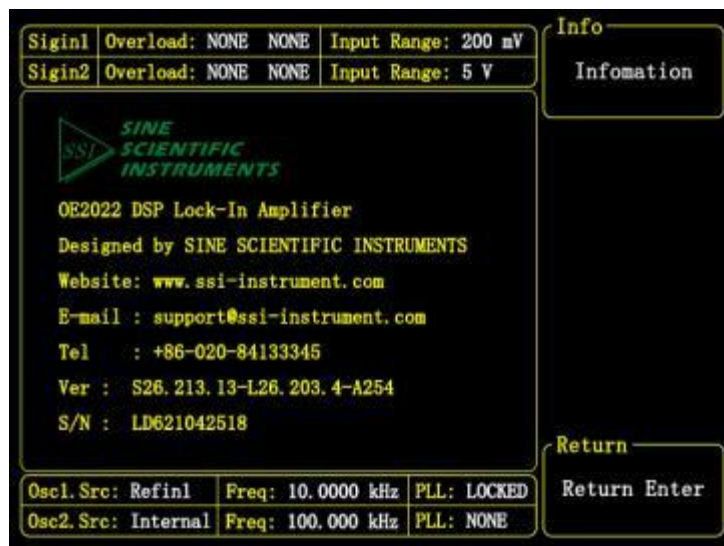 Sigin1 Overload: NONE NONE Input Range: 200 mV
Sigin2 Overload: NONE NONE Input Range: 5 V
Info
Infomation
SSI
SINE
SCIENTIFIC
INSTRUMENTS
OE2022 DSP Lock-In Amplifier
Designed by SINE SCIENTIFIC INSTRUMENTS
Website: www.ssi-instrument.com
E-mail : support@ssi-instrument.com
Tel : +86-020-84133345
Ver : S26.213.13-L26.203.4-A254
S/N : LD621042518
Return
Return Enter
Osc1.Src: Refin1 Freq: 10.0000 kHz PLL: LOCKED
Osc2.Src: Internal Freq: 100.000 kHz PLL: NONE